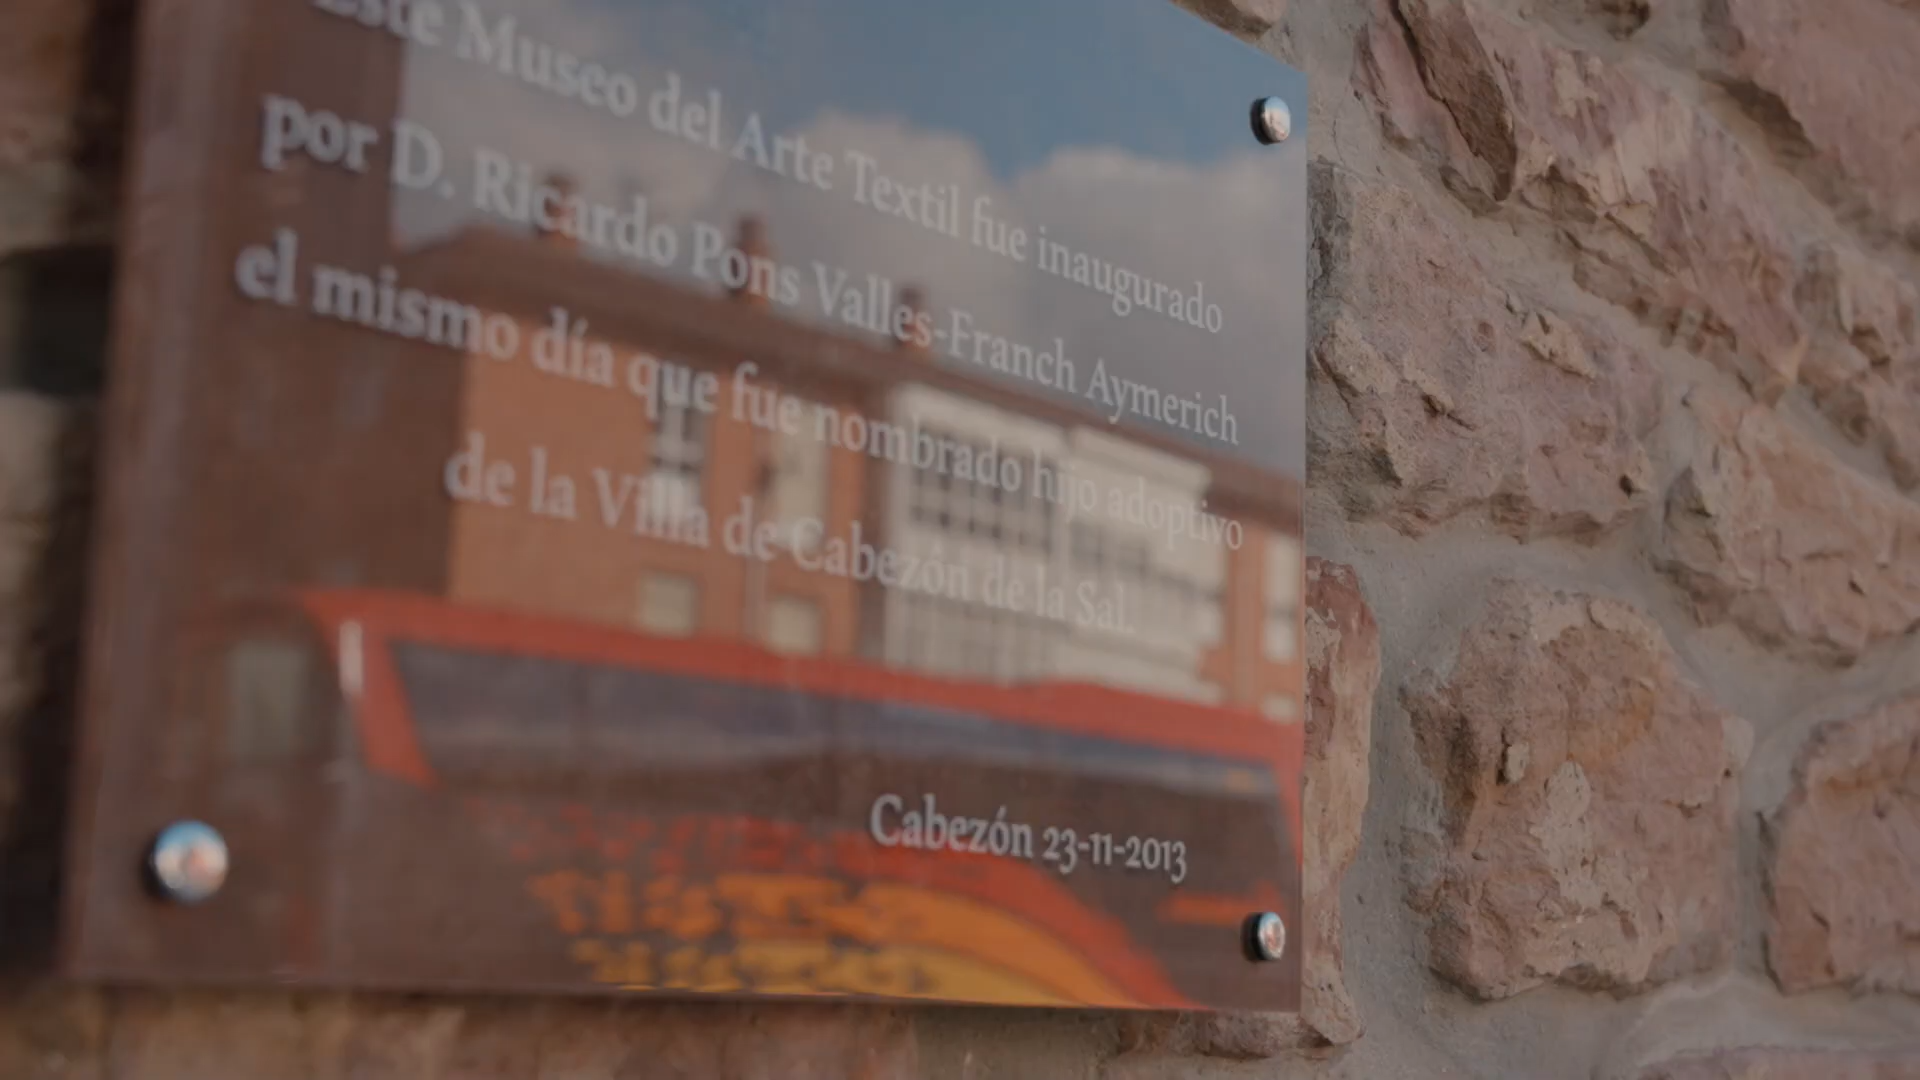 Este Museo del Arte Textil fue inaugurado
por D. Ricardo Pons Valles-Franch Aymerich
el mismo día que fue nombrado hijo adoptivo
de la Villa de Cabezón de la Sal.
Cabezón 23-11-2013